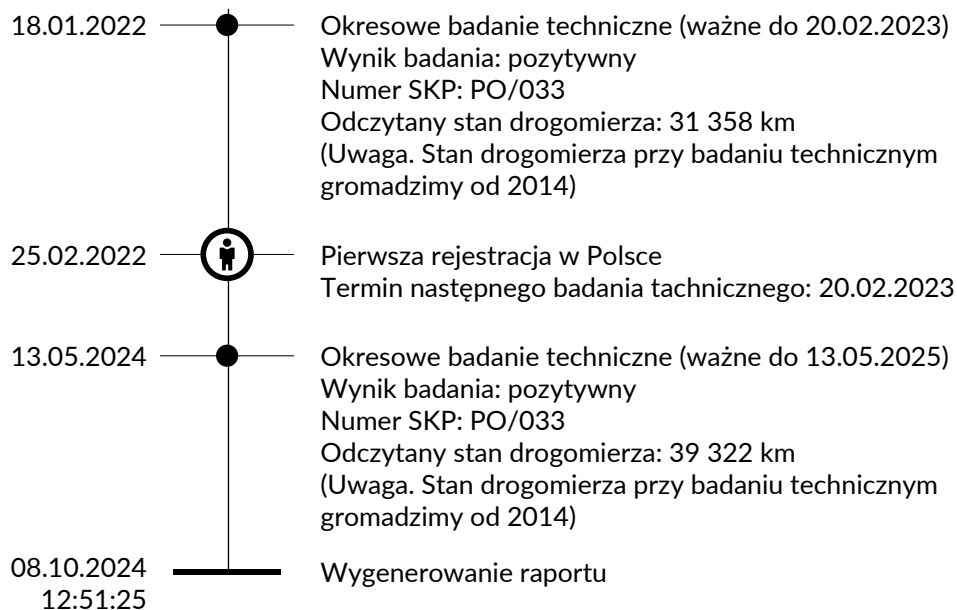 18.01.2022
Okresowe badanie techniczne (ważne do 20.02.2023)
Wynik badania: pozytywny
Numer SKP: PO/033
Odczytany stan drogomierza: 31 358 km
(Uwaga. Stan drogomierza przy badaniu technicznym
gromadzimy od 2014)
25.02.2022
Pierwsza rejestracja w Polsce
Termin następnego badania tachnicznego: 20.02.2023
13.05.2024
Okresowe badanie techniczne (ważne do 13.05.2025)
Wynik badania: pozytywny
Numer SKP: PO/033
Odczytany stan drogomierza: 39 322 km
(Uwaga. Stan drogomierza przy badaniu technicznym
gromadzimy od 2014)
08.10.2024
12:51:25
Wygenerowanie raportu